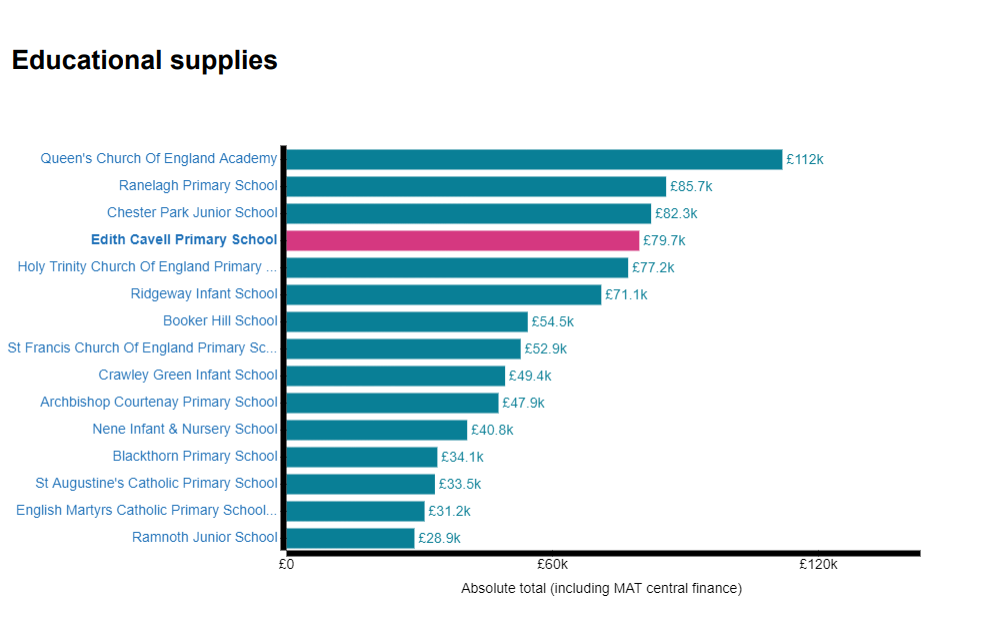 Educational supplies
Queen's Church Of England Academy £112k
Ranelagh Primary School £85.7k
Chester Park Junior School £82.3k
Edith Cavell Primary School £79.7k
Holy Trinity Church Of England Primary ... £77.2k
Ridgeway Infant School £71.1k
Booker Hill School £54.5k
St Francis Church Of England Primary Sc... £52.9k
Crawley Green Infant School £49.4k
Archbishop Courtenay Primary School £47.9k
Nene Infant & Nursery School £40.8k
Blackthorn Primary School £34.1k
St Augustine's Catholic Primary School £33.5k
English Martyrs Catholic Primary School... £31.2k
Ramnoth Junior School £28.9k
£0 £60k £120k
Absolute total (including MAT central finance)